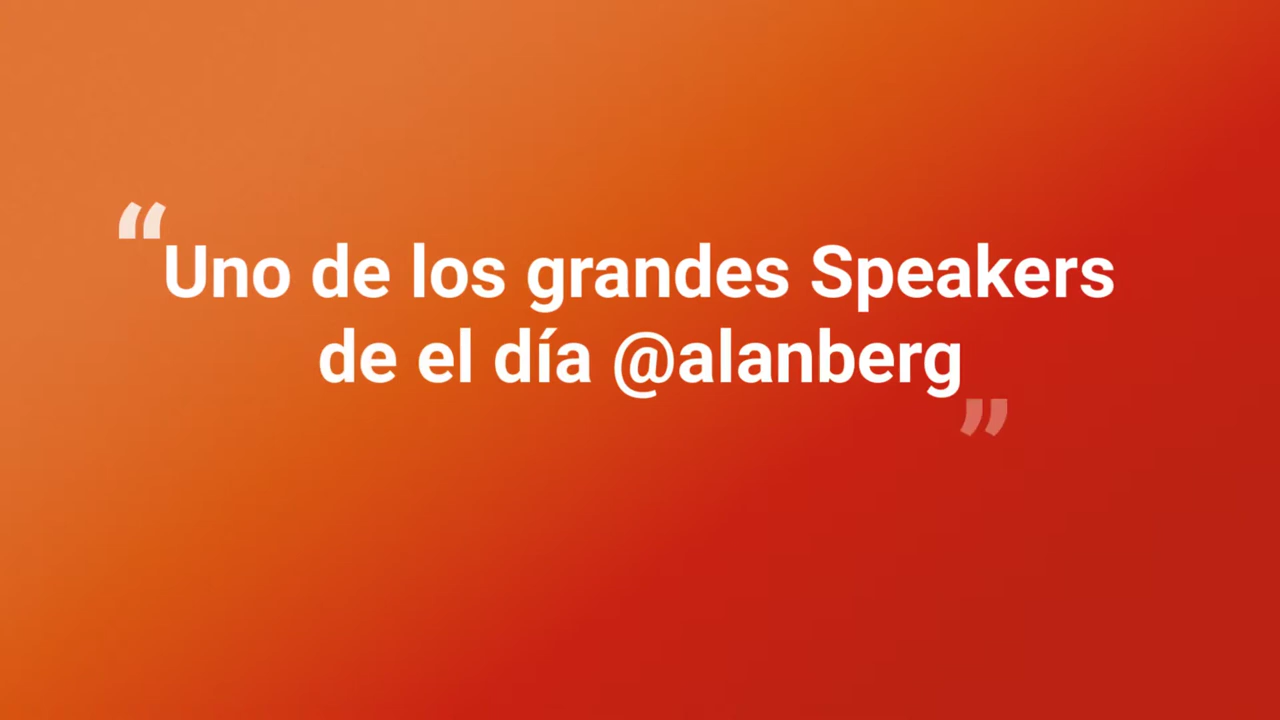 “Uno de los grandes Speakers
de el día @alanberg”